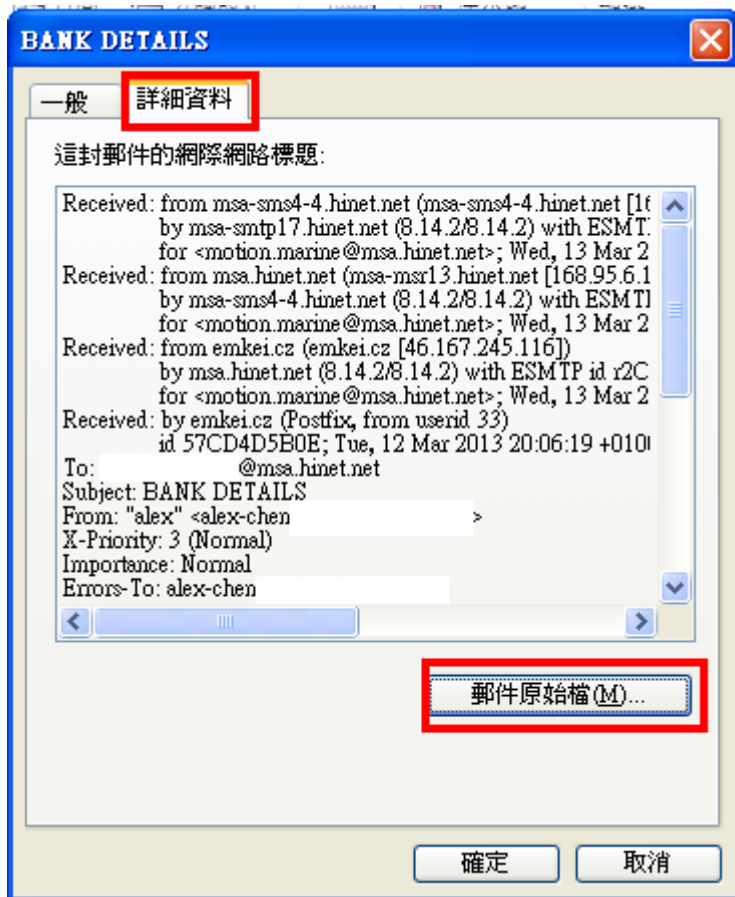 BANK DETAILS
一般
詳細資料
這封郵件的網際網路標題:
Received: from msa-sms4-4.hinet.net (msa-sms4-4.hinet.net [16
by msa-smtp17.hinet.net (8.14.2/8.14.2) with ESMT
for <motion.marine@msa.hinet.net>; Wed, 13 Mar 2
Received: from msa.hinet.net (msa-msr13.hinet.net [168.95.6.1
by msa-sms4-4.hinet.net (8.14.2/8.14.2) with ESMTI
for <motion.marine@msa.hinet.net>; Wed, 13 Mar 2
Received: from emkei.cz (emkei.cz [46.167.245.116])
by msa.hinet.net (8.14.2/8.14.2) with ESMTP id r2C
for <motion.marine@msa.hinet.net>; Wed, 13 Mar 2
Received: by emkei.cz (Postfix, from userid 33)
id 57CD4D5B0E; Tue, 12 Mar 2013 20:06:19 +010
To: @msa.hinet.net
Subject: BANK DETAILS
From: "alex" <alex-chen >
X-Priority: 3 (Normal)
Importance: Normal
Errors-To: alex-chen
郵件原始檔(M)...
確定
取消